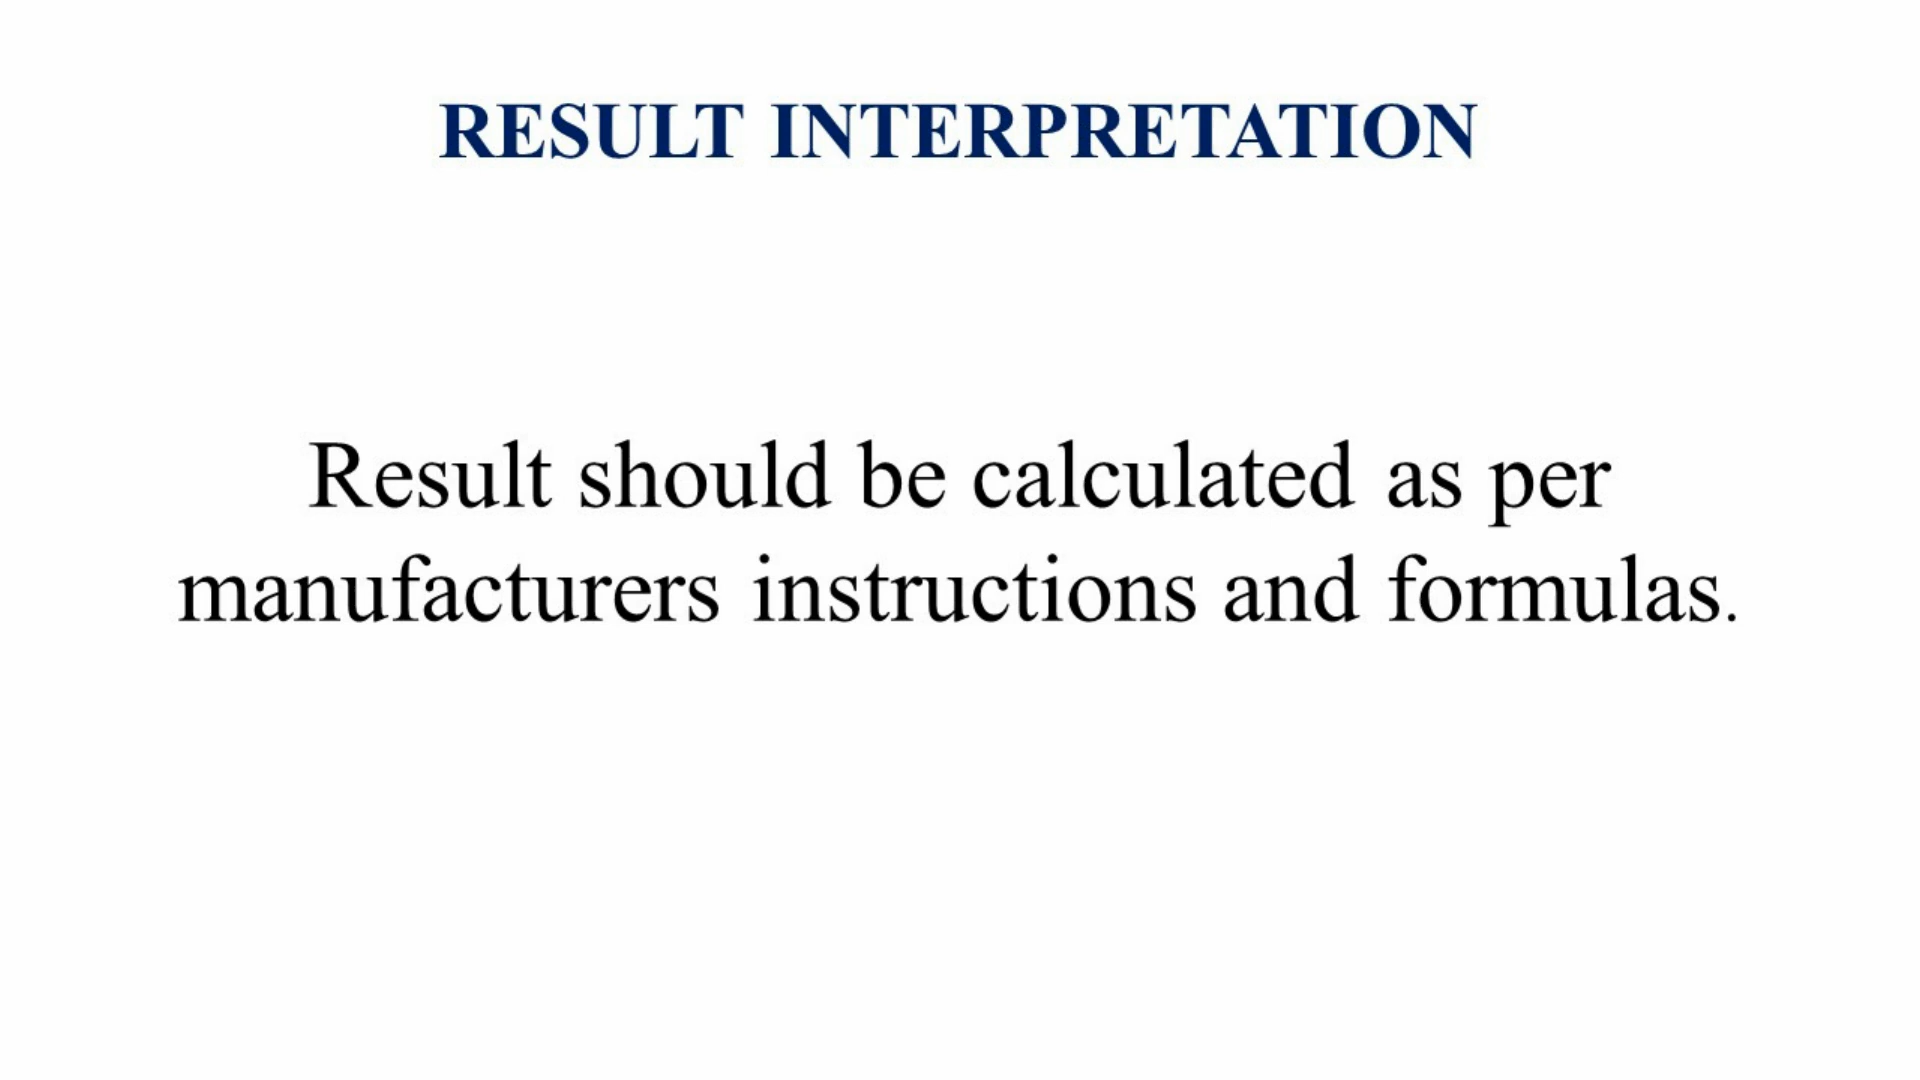 RESULT INTERPRETATION
Result should be calculated as per
manufacturers instructions and formulas.